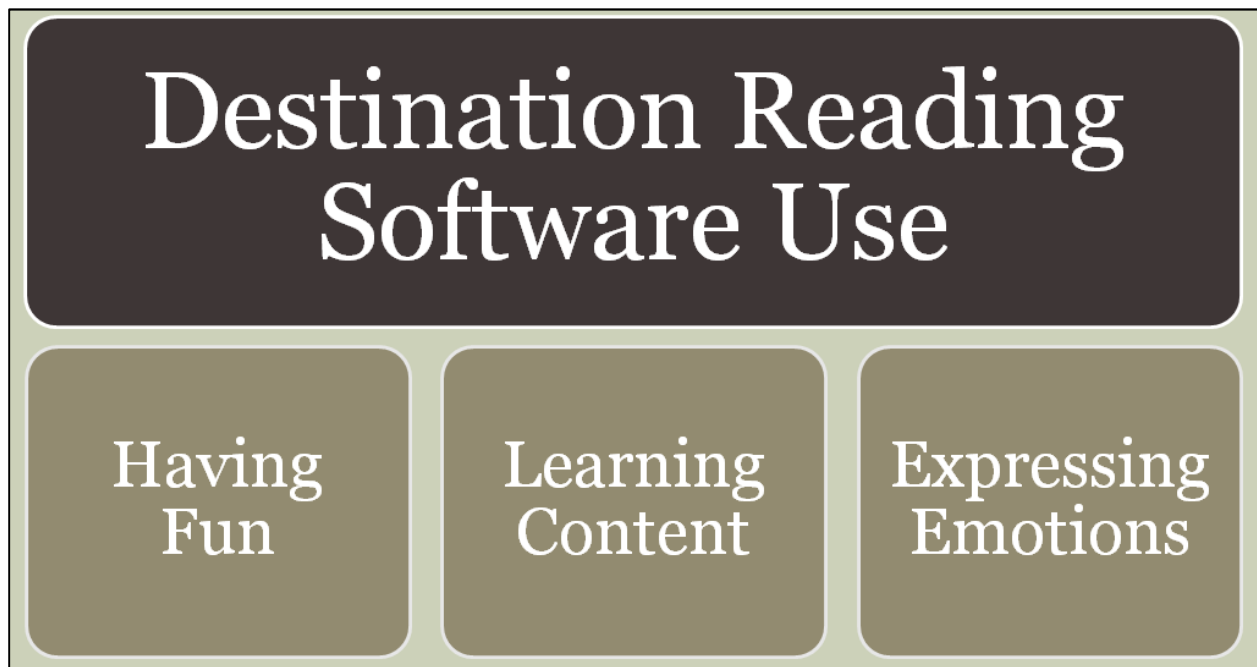 Destination Reading
Software Use
Having
Fun
Learning
Content
Expressing
Emotions